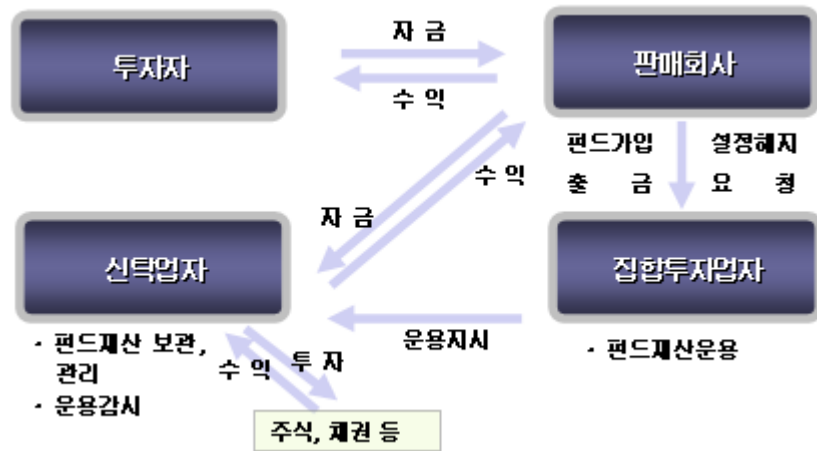 자 금
투자자
판매회사
수 익
펀드가입 설정해지
출 금 요 청
수 익
자 금
신탁업자
집합투자업자
운용지시
· 펀드재산 보관,
관리
· 운용감시
수 익
투 자
· 펀드재산운용
주식, 채권 등